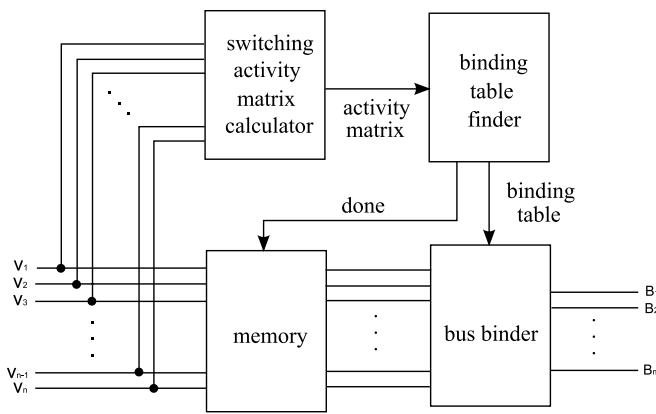 switching
activity
matrix
calculator
binding
table
finder
activity
matrix
done
binding
table
V1
V2
V3
Vn-1
Vn
memory
bus binder
B1
B2
Bm